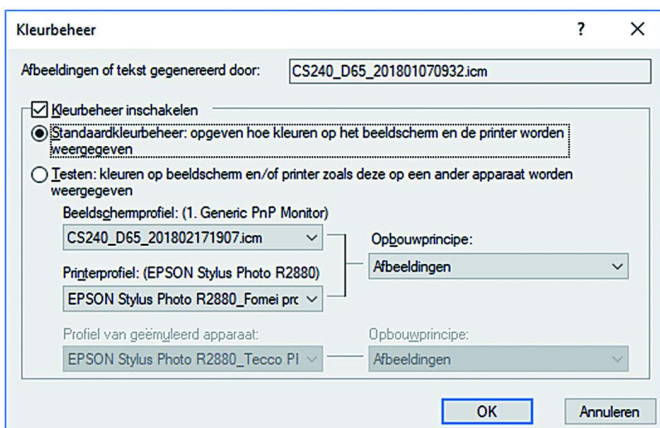 Kleurbeheer
Afbeeldingen of tekst gegenereerd door: CS240_D65_201801070932.icm
Kleurbeheer inschakelen
Standaardkleurbeheer: opgeven hoe kleuren op het beeldscherm en de printer worden
weergegeven
Testen: kleuren op beeldscherm en/of printer zoals deze op een ander apparaat worden
weergegeven
Beeldschermprofiel: (1. Generic PnP Monitor)
CS240_D65_201802171907.icm
Opbouwprincipe:
Afbeeldingen
Printerprofiel: (EPSON Stylus Photo R2880)
EPSON Stylus Photo R2880_Fomei prc
Profiel van geëmuleerd apparaat: Opbouwprincipe:
EPSON Stylus Photo R2880_Tecco Pl Afbeeldingen
OK Annuleren